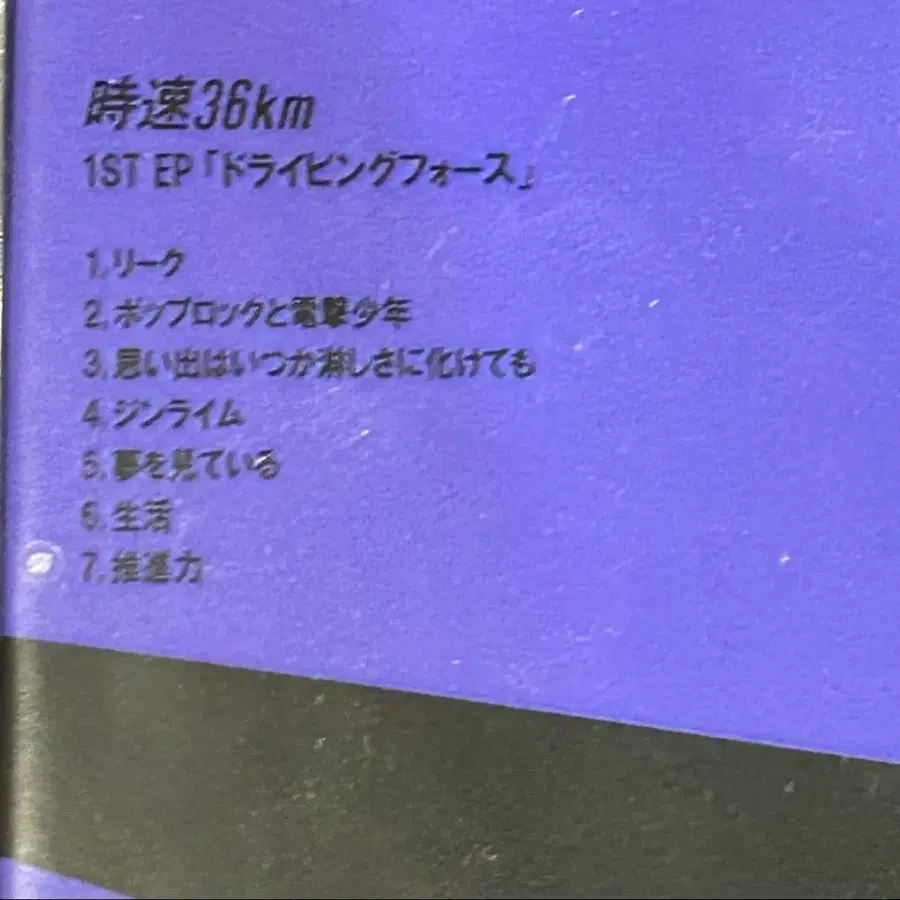 時速36km
1ST EP「ドライビングフォース」
1.リーク
2.ポップロックと電撃少年
3.思い出はいつか淋しさに化けても
4.ジンライム
5.夢を見ている
6.生活
7.推進力